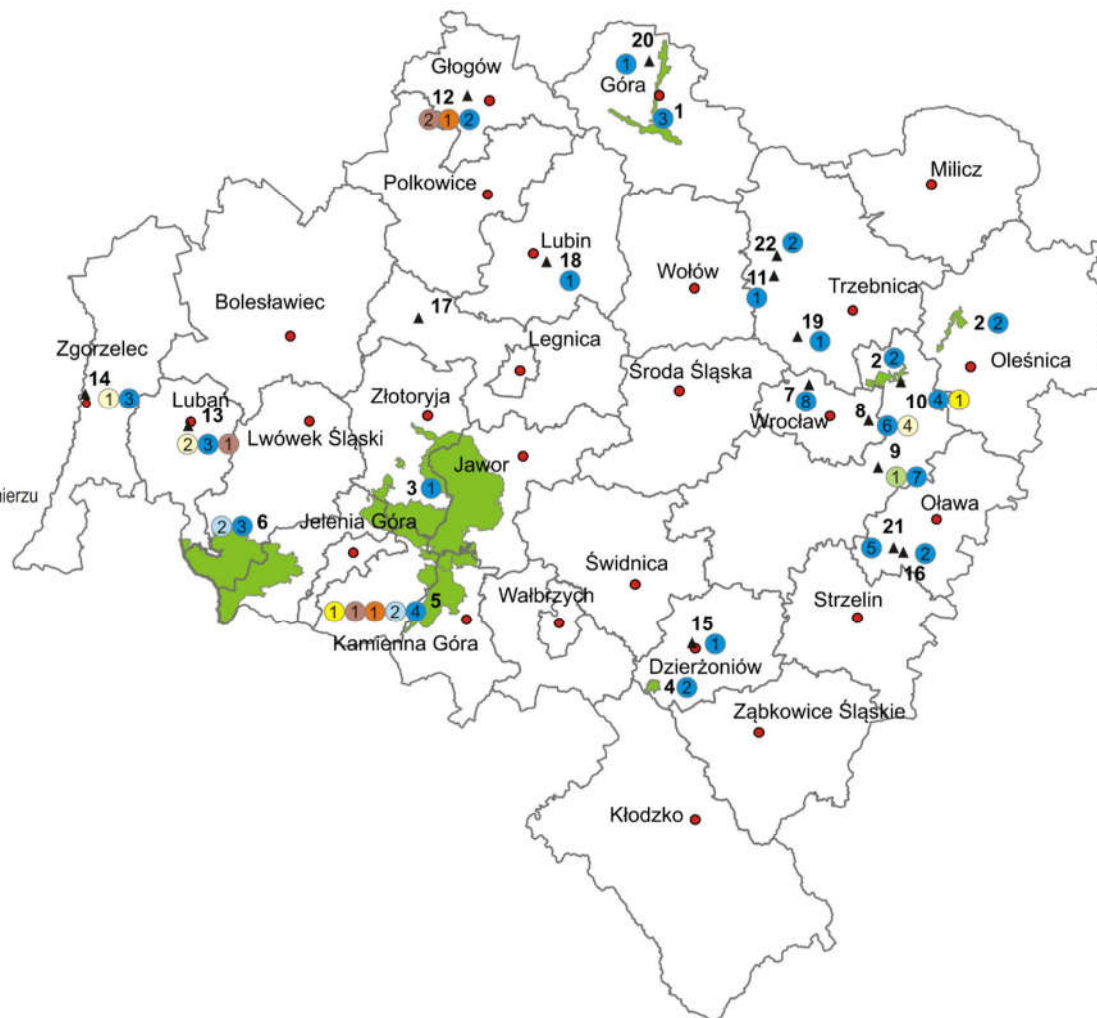 20
Głogów
1
12
Góra
2 1 2
3
1
Milicz
Polkowice
Lubin
18
1
22 2
11
1
Wołów
Trzebnica
Bolesławiec
17
19
1
2 2
Legnica
2
2
Oleśnica
Zgorzelec
14
1 3
Środa Śląska
Złotoryja
7
8
10
4 1
Lubań
13
Lwówek Śląski
Wrocław
8
6 4
2 3 1
Jawor
9
1 7
3 1
Oława
mierzu
2 3 6
Jelenia Góra
21
5
2
16
Świdnica
Wałbrzych
Strzelin
1 1 1 2 4 5
Kamienna Góra
15
1
Dzierżoniów
4 2
Ząbkowice Śląskie
Kłodzko